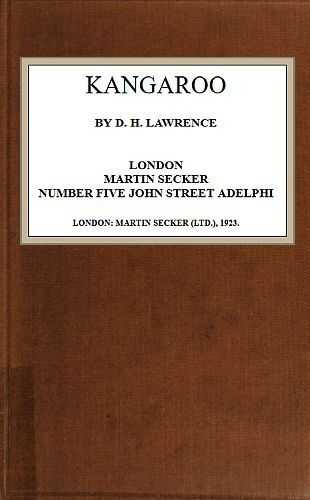 KANGAROO
BY D. H. LAWRENCE
LONDON
MARTIN SECKER
NUMBER FIVE JOHN STREET ADELPHI
LONDON: MARTIN SECKER (LTD.), 1923.